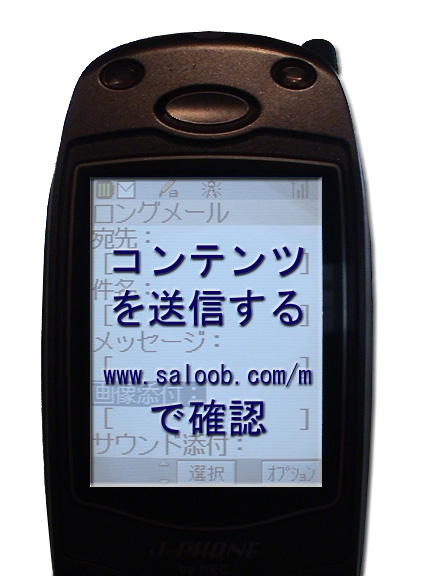 ロングメール
宛先：
[ ]
コンテンツ
件名：
を送信する
[ ]
メッセージ：
www.saloob.com/m
[ ]
画像添付：
で確認
[ ]
サウンド添付：
選択 オプション
J-PHONE
by NEC